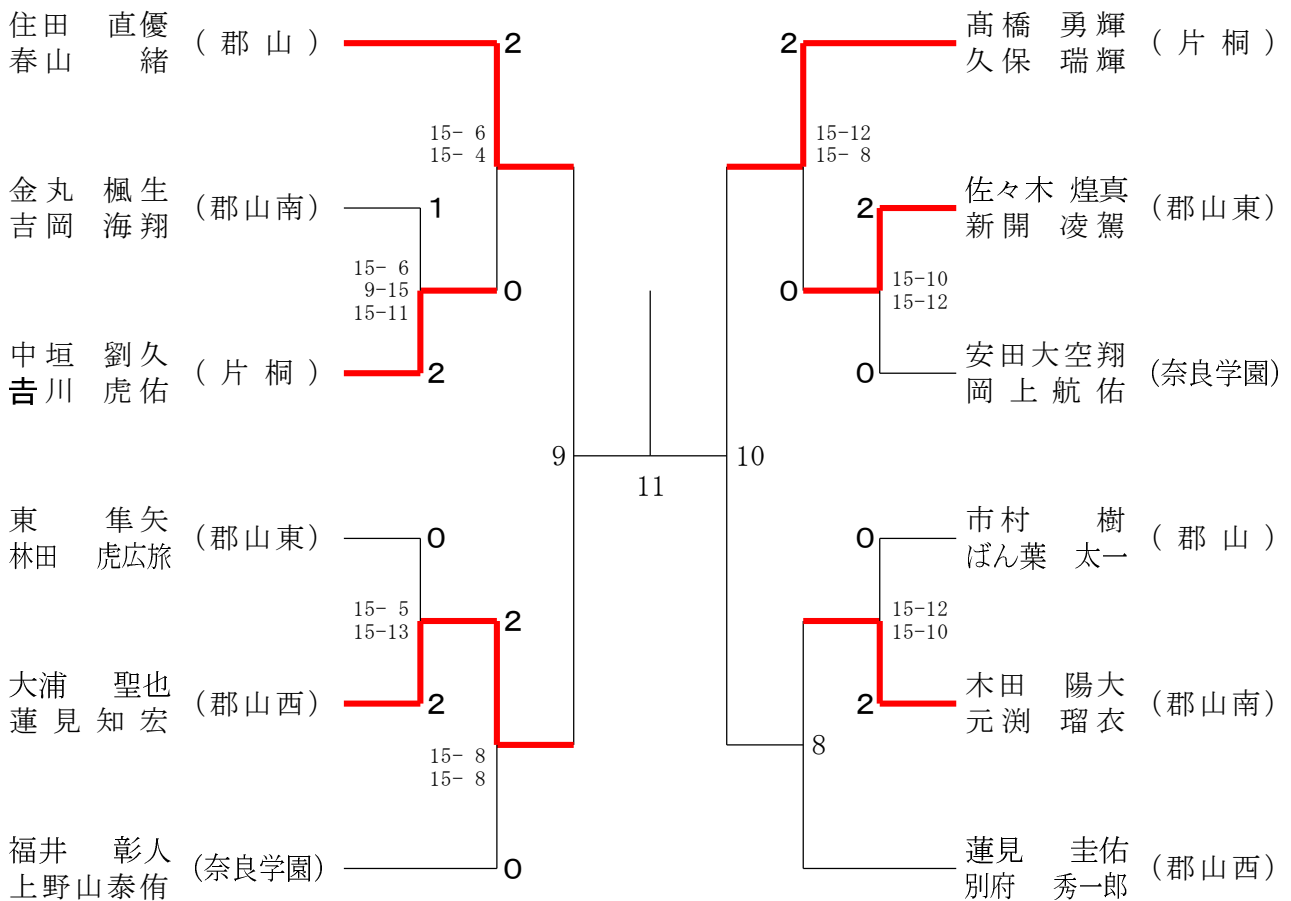 住田 直優
春山 緒
(郡山)
2
15- 6
15- 4
金丸 楓生
吉岡 海翔
(郡山南)
1
15- 6
9-15
15-11
0
中垣 劉久
𠮷川 虎佑
(片桐)
2
9
東 隼矢
林田 虎広旅
(郡山東)
0
15- 5
15-13
2
大浦 聖也
蓮見知宏
(郡山西)
2
15- 8
15- 8
福井 彰人
上野山泰侑
(奈良学園)
0
11
髙橋 勇輝
久保 瑞輝
(片桐)
2
15-12
15- 8
佐々木 煌真
新開 凌駕
(郡山東)
2
15-10
15-12
0
安田大空翔
岡上航佑
(奈良学園)
0
10
市村 樹
ばん葉 太一
(郡山)
0
15-12
15-10
木田 陽大
元渕 瑠衣
(郡山南)
2
8
蓮見 圭佑
別府 秀一郎
(郡山西)